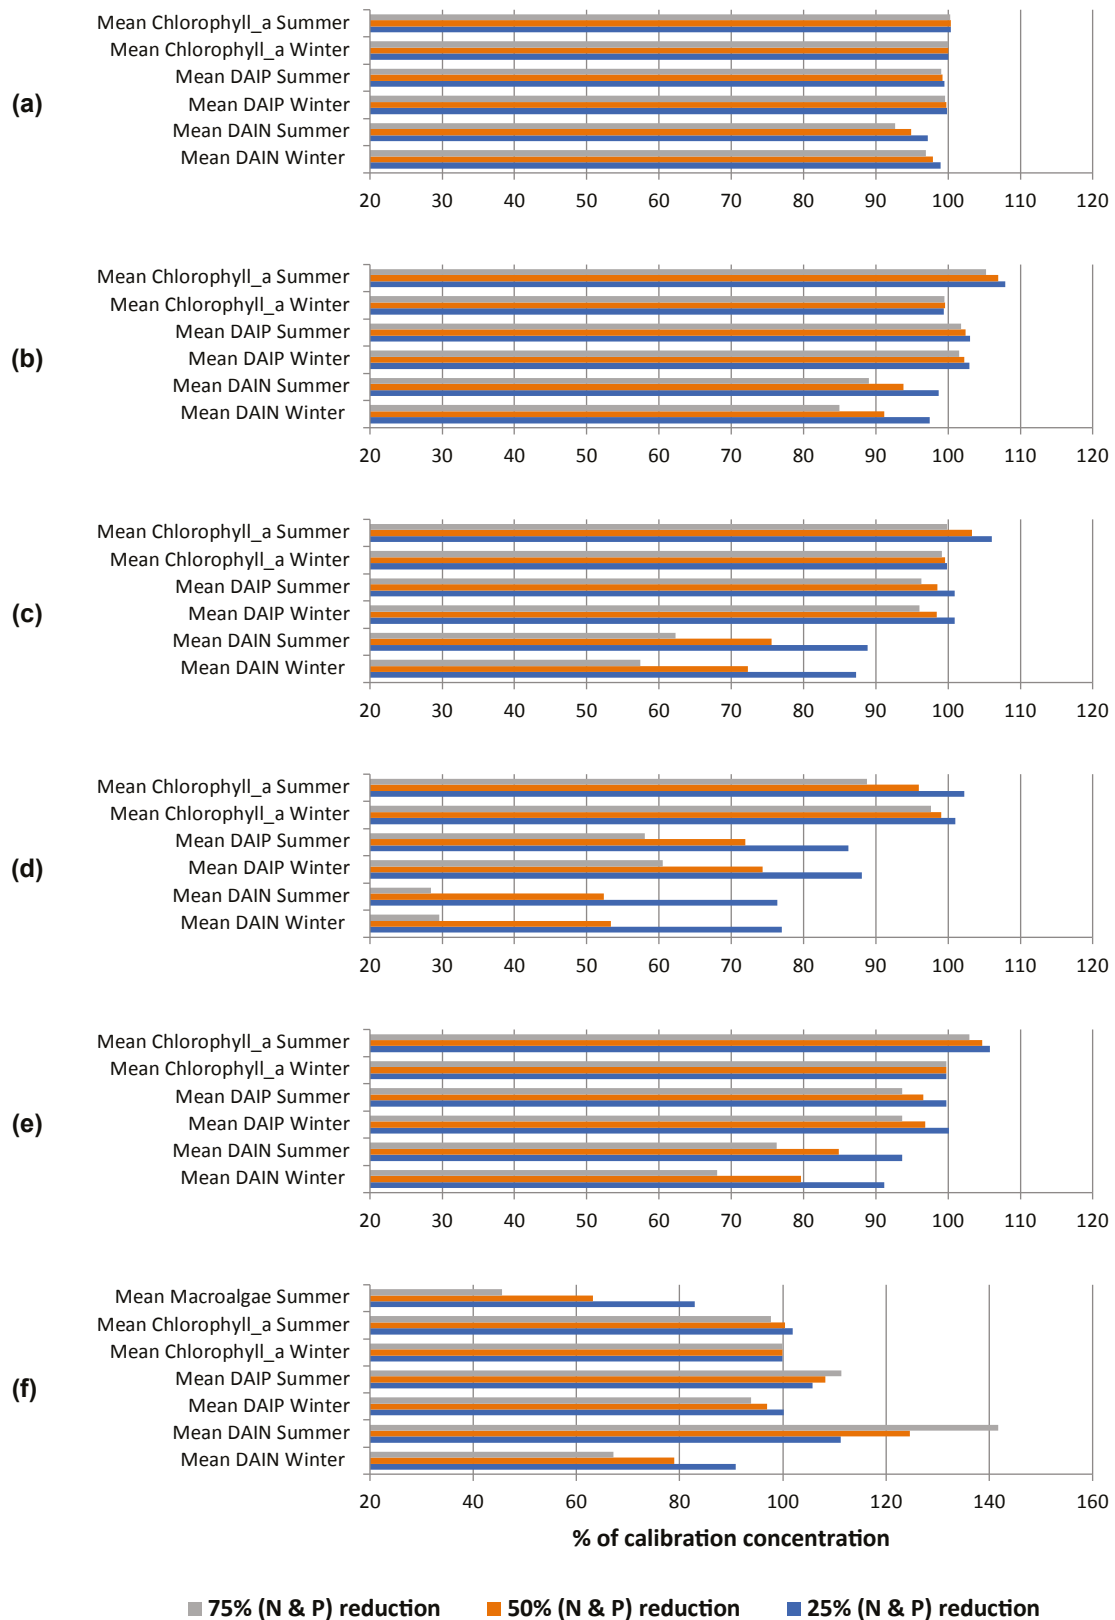 (a)
Mean Chlorophyll_a Summer
Mean Chlorophyll_a Winter
Mean DAIP Summer
Mean DAIP Winter
Mean DAIN Summer
Mean DAIN Winter
20 30 40 50 60 70 80 90 100 110 120
(b)
Mean Chlorophyll_a Summer
Mean Chlorophyll_a Winter
Mean DAIP Summer
Mean DAIP Winter
Mean DAIN Summer
Mean DAIN Winter
20 30 40 50 60 70 80 90 100 110 120
(c)
Mean Chlorophyll_a Summer
Mean Chlorophyll_a Winter
Mean DAIP Summer
Mean DAIP Winter
Mean DAIN Summer
Mean DAIN Winter
20 30 40 50 60 70 80 90 100 110 120
(d)
Mean Chlorophyll_a Summer
Mean Chlorophyll_a Winter
Mean DAIP Summer
Mean DAIP Winter
Mean DAIN Summer
Mean DAIN Winter
20 30 40 50 60 70 80 90 100 110 120
(e)
Mean Chlorophyll_a Summer
Mean Chlorophyll_a Winter
Mean DAIP Summer
Mean DAIP Winter
Mean DAIN Summer
Mean DAIN Winter
20 30 40 50 60 70 80 90 100 110 120
(f)
Mean Macroalgae Summer
Mean Chlorophyll_a Summer
Mean Chlorophyll_a Winter
Mean DAIP Summer
Mean DAIP Winter
Mean DAIN Summer
Mean DAIN Winter
20 40 60 80 100 120 140 160
% of calibration concentration
75% (N & P) reduction 50% (N & P) reduction 25% (N & P) reduction